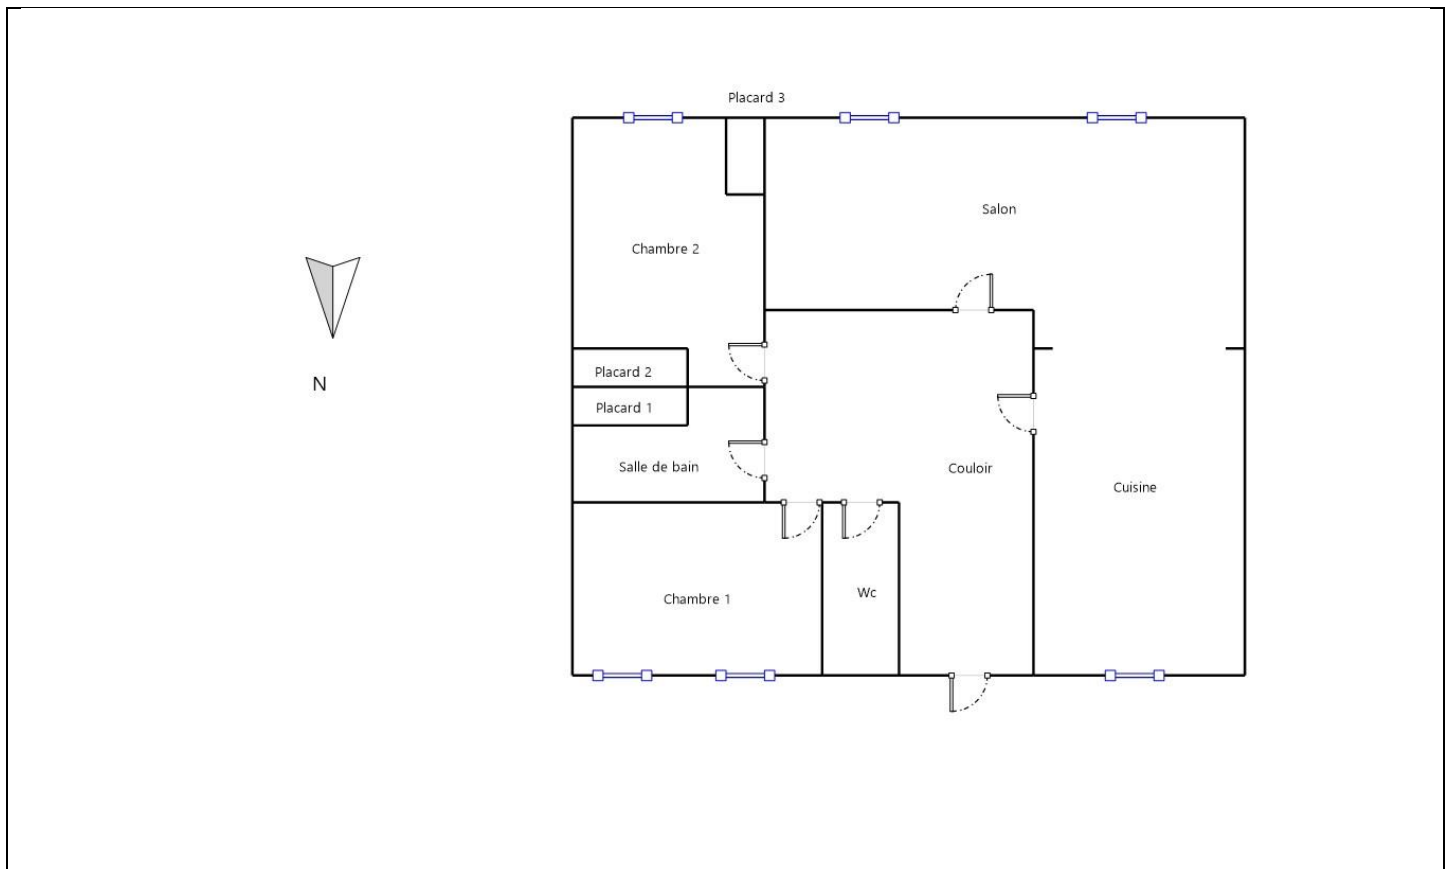 Placard 3
Salon
Chambre 2
Placard 2
N
Placard 1
Salle de bain
Couloir
Cuisine
Wc
Chambre 1